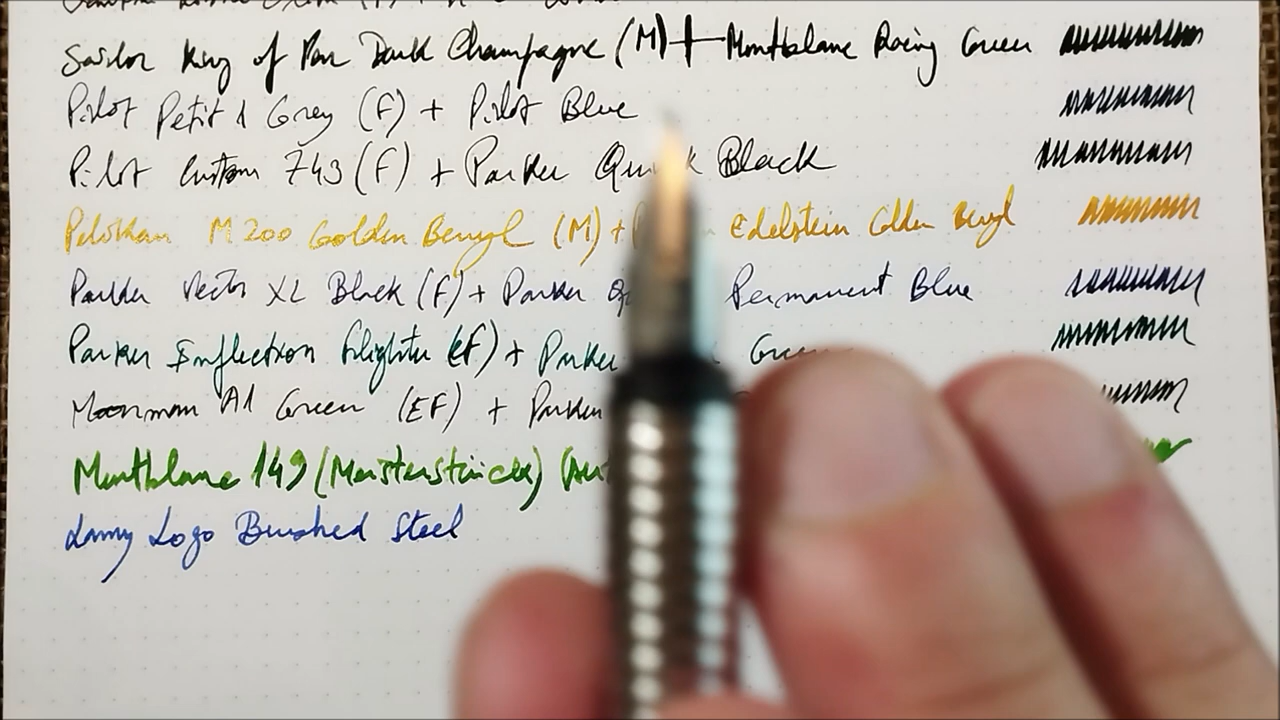 Sailor King of Pen Dark Champagne (M) + Montblanc Racing Green
Pilot Petit 1 Grey (F) + Pilot Blue
Pilot Custom 743 (F) + Parker Quink Black
Pelikan M200 Golden Beryl (M) + Edelstein Golden Beryl
Parker Vector XL Black (F) + Parker Permanent Blue
Parker Inflection Flighter (EF) + Parker Green
Moonman A1 Green (EF) + Parker
Montblanc 149 (Meisterstück)
Lamy Logo Brushed Steel